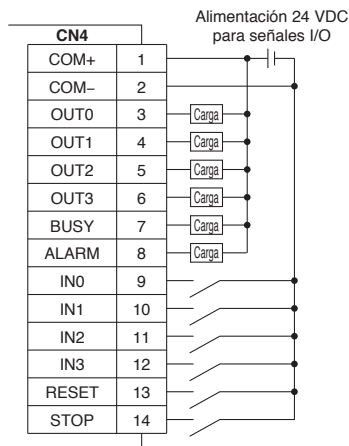 Alimentación 24 VDC
para señales I/O
CN4
COM+ 1
COM− 2
OUT0 3 Carga
OUT1 4 Carga
OUT2 5 Carga
OUT3 6 Carga
BUSY 7 Carga
ALARM 8 Carga
IN0 9
IN1 10
IN2 11
IN3 12
RESET 13
STOP 14